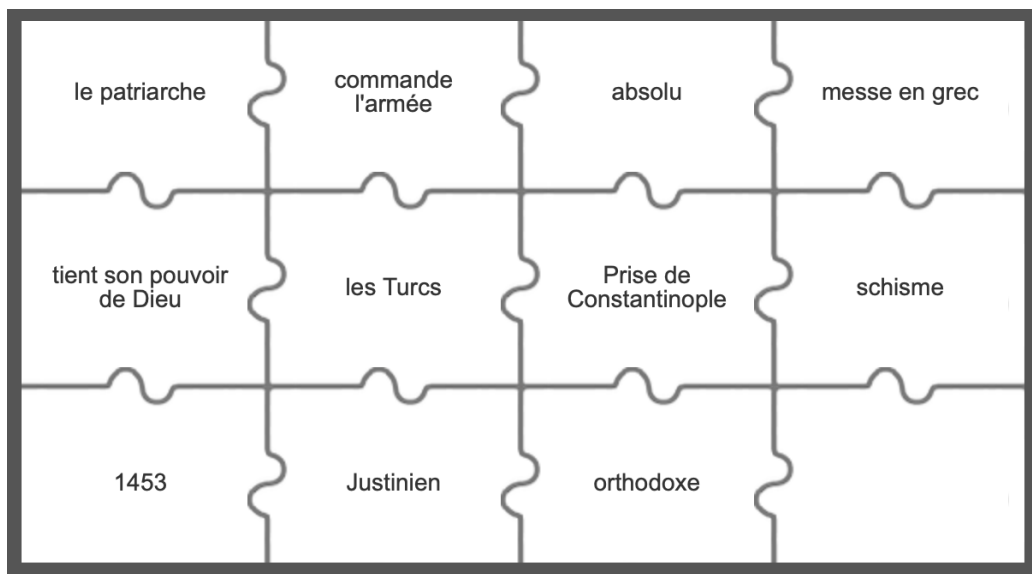 le patriarche
commande
l'armée
absolu
messe en grec
tient son pouvoir
de Dieu
les Turcs
Prise de
Constantinople
schisme
1453
Justinien
orthodoxe